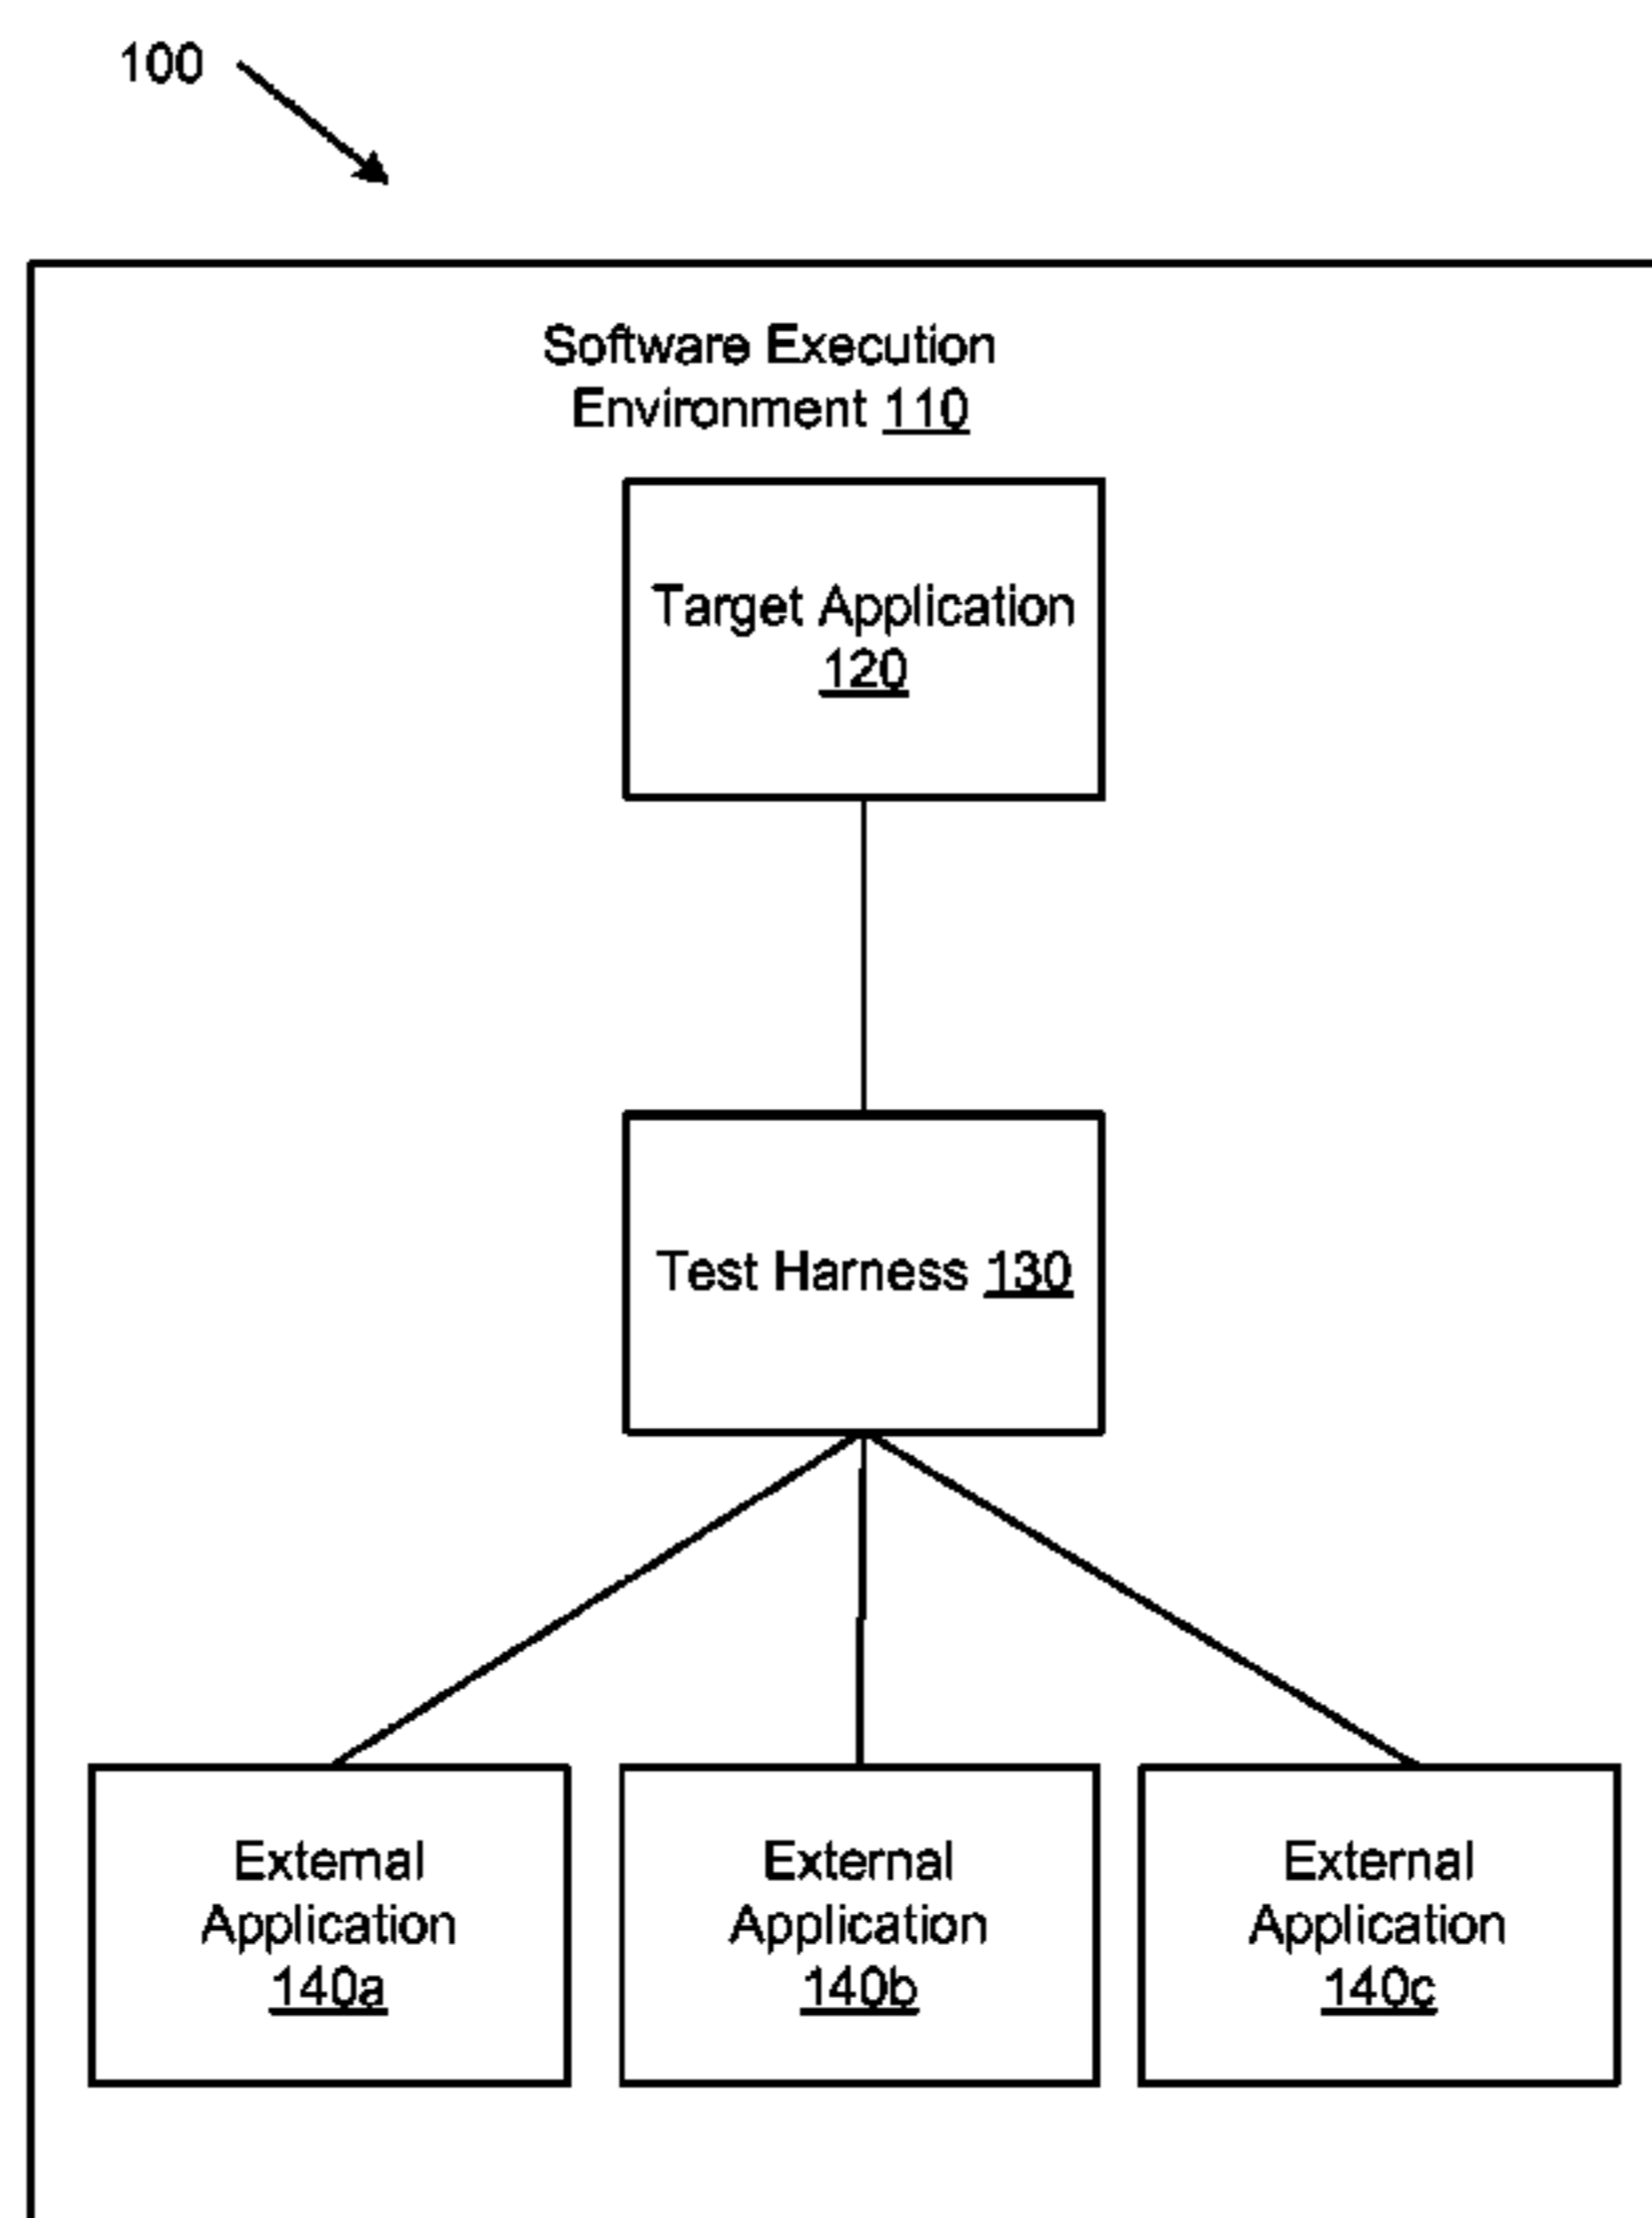 100
Software Execution
Environment 110
Target Application
120
Test Harness 130
External
Application
140a
External
Application
140b
External
Application
140c